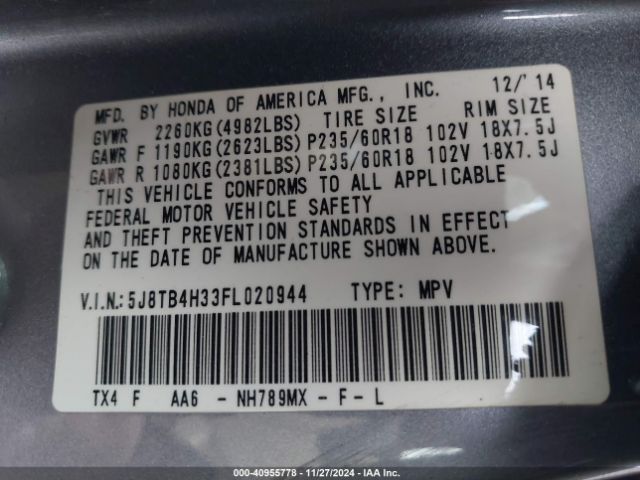 MFD. BY HONDA OF AMERICA MFG., INC. 12/'14
GVWR 2260KG(4982LBS) TIRE SIZE RIM SIZE
GAWR F 1190KG(2623LBS) P235/60R18 102V 18X7.5J
GAWR R 1080KG(2381LBS) P235/60R18 102V 18X7.5J
THIS VEHICLE CONFORMS TO ALL APPLICABLE
FEDERAL MOTOR VEHICLE SAFETY
AND THEFT PREVENTION STANDARDS IN EFFECT
ON THE DATE OF MANUFACTURE SHOWN ABOVE.
V.I.N.:5J8TB4H33FL020944 TYPE: MPV
TX4 F AA6 - NH789MX - F - L
000-40955778 - 11/27/2024 - IAA Inc.